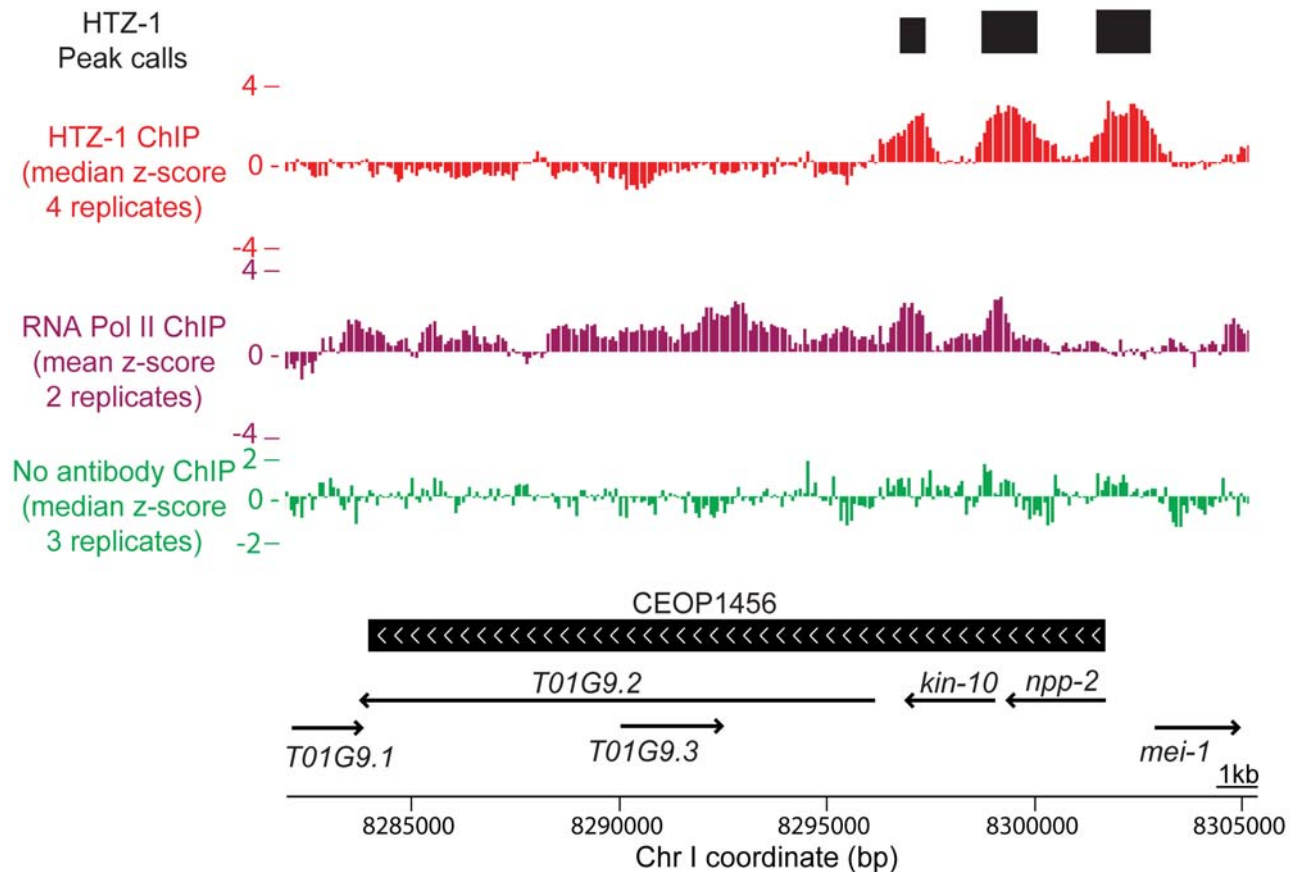 HTZ-1
Peak calls
4
HTZ-1 ChIP
(median z-score
4 replicates)
0
-4
4
RNA Pol II ChIP
(mean z-score
2 replicates)
0
-4
No antibody ChIP
(median z-score
3 replicates)
2
0
-2
CEOP1456
T01G9.2
kin-10
npp-2
T01G9.1
T01G9.3
mei-1
1kb
8285000 8290000 8295000 8300000 8305000
Chr I coordinate (bp)